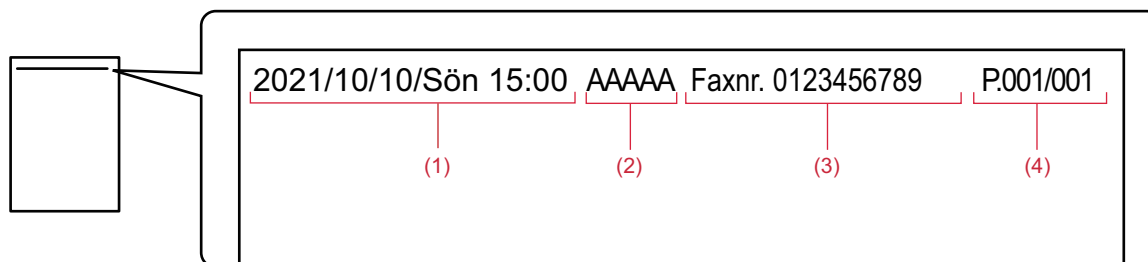 2021/10/10/Sön 15:00 AAAAA Faxnr. 0123456789 P.001/001
(1) (2) (3) (4)